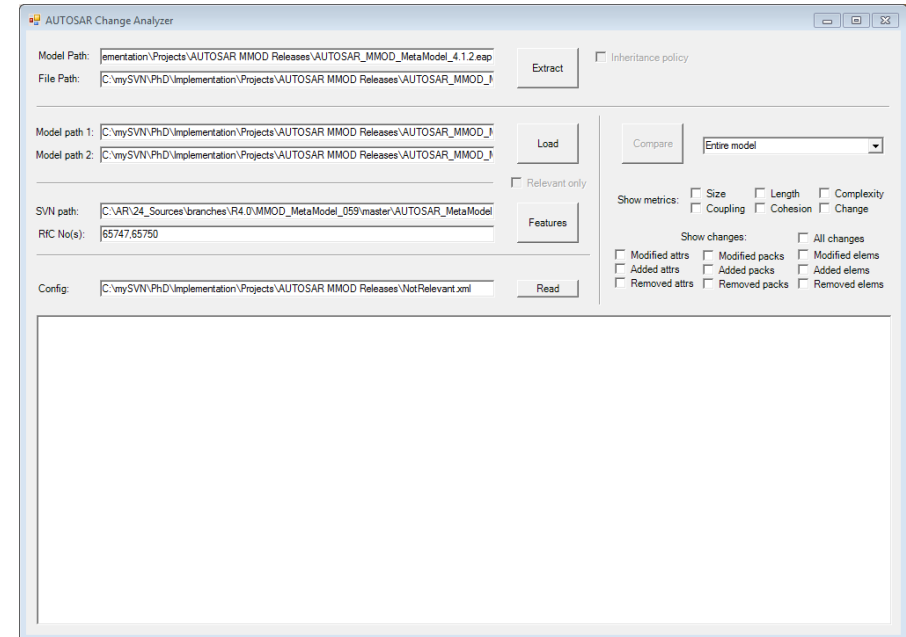 AUTOSAR Change Analyzer
Model Path: ementation\Projects\AUTOSAR MMOD Releases\AUTOSAR_MMOD_MetaModel_4.1.2.eap Extract Inheritance policy
File Path: C:\mySVN\PhD\Implementation\Projects\AUTOSAR MMOD Releases\AUTOSAR_MMOD_M
Model path 1: C:\mySVN\PhD\Implementation\Projects\AUTOSAR MMOD Releases\AUTOSAR_MMOD_M Load Compare Entire model
Model path 2: C:\mySVN\PhD\Implementation\Projects\AUTOSAR MMOD Releases\AUTOSAR_MMOD_M
Relevant only
Show metrics: Size Length Complexity
Coupling Cohesion Change
SVN path: C:\AR\24_Sources\branches\R4.0\MMOD_MetaModel_059\master\AUTOSAR_MetaModel Features
RfC No(s): 65747,65750
Show changes: All changes
Modified attrs Modified packs Modified elems
Added attrs Added packs Added elems
Removed attrs Removed packs Removed elems
Config: C:\mySVN\PhD\Implementation\Projects\AUTOSAR MMOD Releases\NotRelevant.xml Read